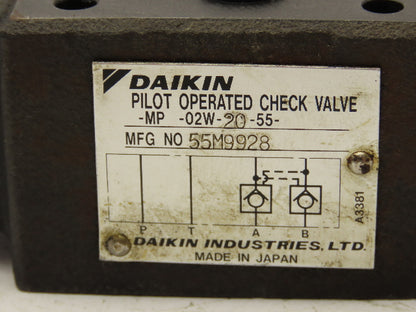 DAIKIN
PILOT OPERATED CHECK VALVE
-MP -02W-20-55-
MFG NO 55M9928
P T A B
A3381
DAIKIN INDUSTRIES, LTD.
MADE IN JAPAN